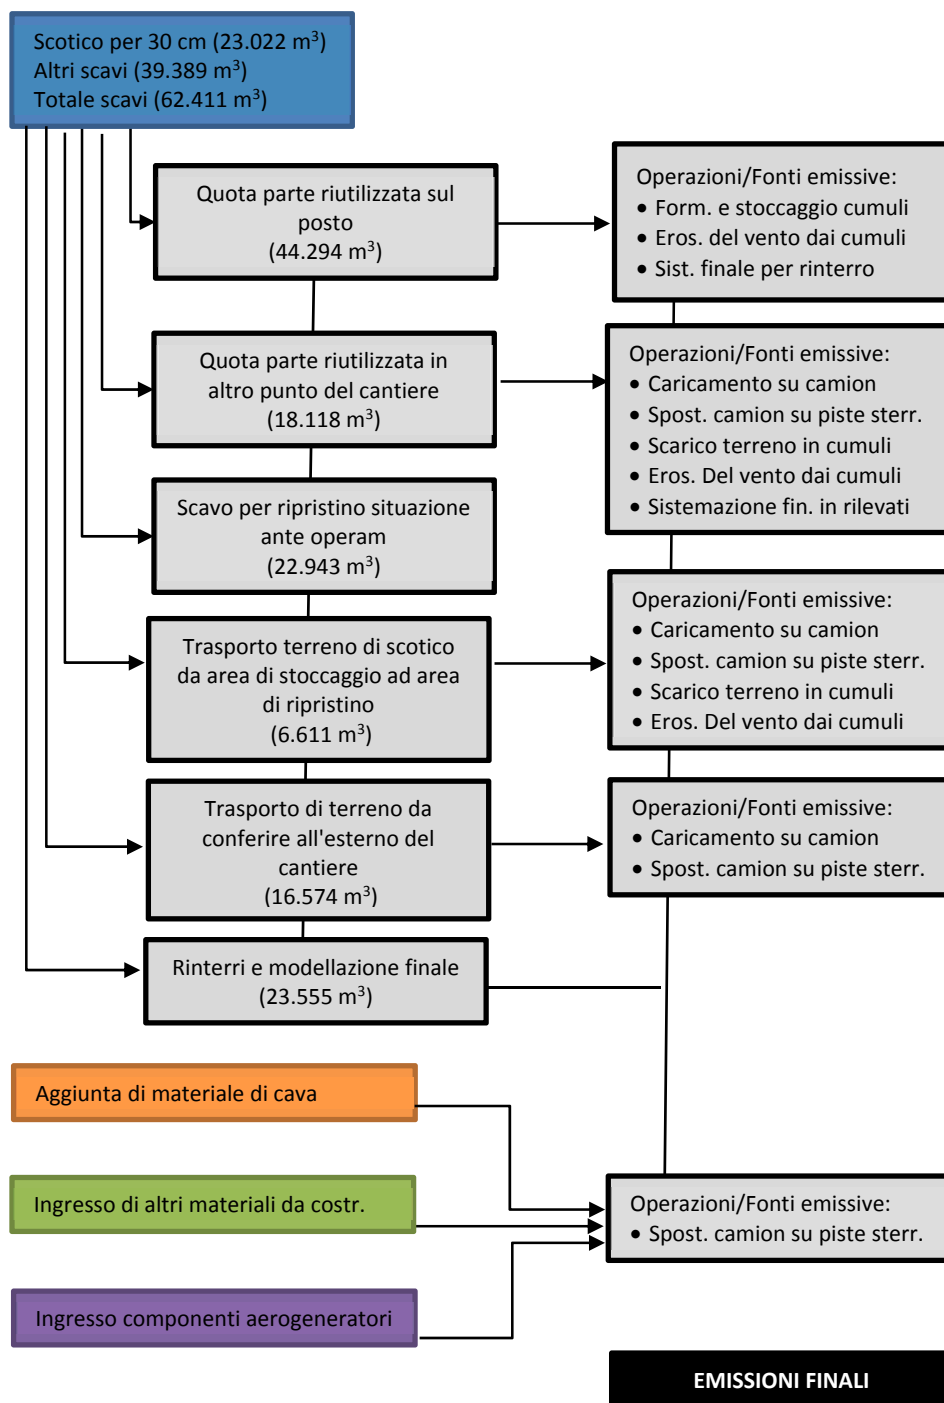 Scotico per 30 cm (23.022 m³)
Altri scavi (39.389 m³)
Totale scavi (62.411 m³)
Quota parte riutilizzata sul
posto
(44.294 m³)
Operazioni/Fonti emissive:
• Form. e stoccaggio cumuli
• Eros. del vento dai cumuli
• Sist. finale per rinterro
Quota parte riutilizzata in
altro punto del cantiere
(18.118 m³)
Operazioni/Fonti emissive:
• Caricamento su camion
• Spost. camion su piste sterr.
• Scarico terreno in cumuli
• Eros. Del vento dai cumuli
• Sistemazione fin. in rilevati
Scavo per ripristino situazione
ante operam
(22.943 m³)
Trasporto terreno di scotico
da area di stoccaggio ad area
di ripristino
(6.611 m³)
Operazioni/Fonti emissive:
• Caricamento su camion
• Spost. camion su piste sterr.
• Scarico terreno in cumuli
• Eros. Del vento dai cumuli
Trasporto di terreno da
conferire all'esterno del
cantiere
(16.574 m³)
Operazioni/Fonti emissive:
• Caricamento su camion
• Spost. camion su piste sterr.
Rinterri e modellazione finale
(23.555 m³)
Aggiunta di materiale di cava
Ingresso di altri materiali da costr.
Ingresso componenti aerogeneratori
Operazioni/Fonti emissive:
• Spost. camion su piste sterr.
EMISSIONI FINALI